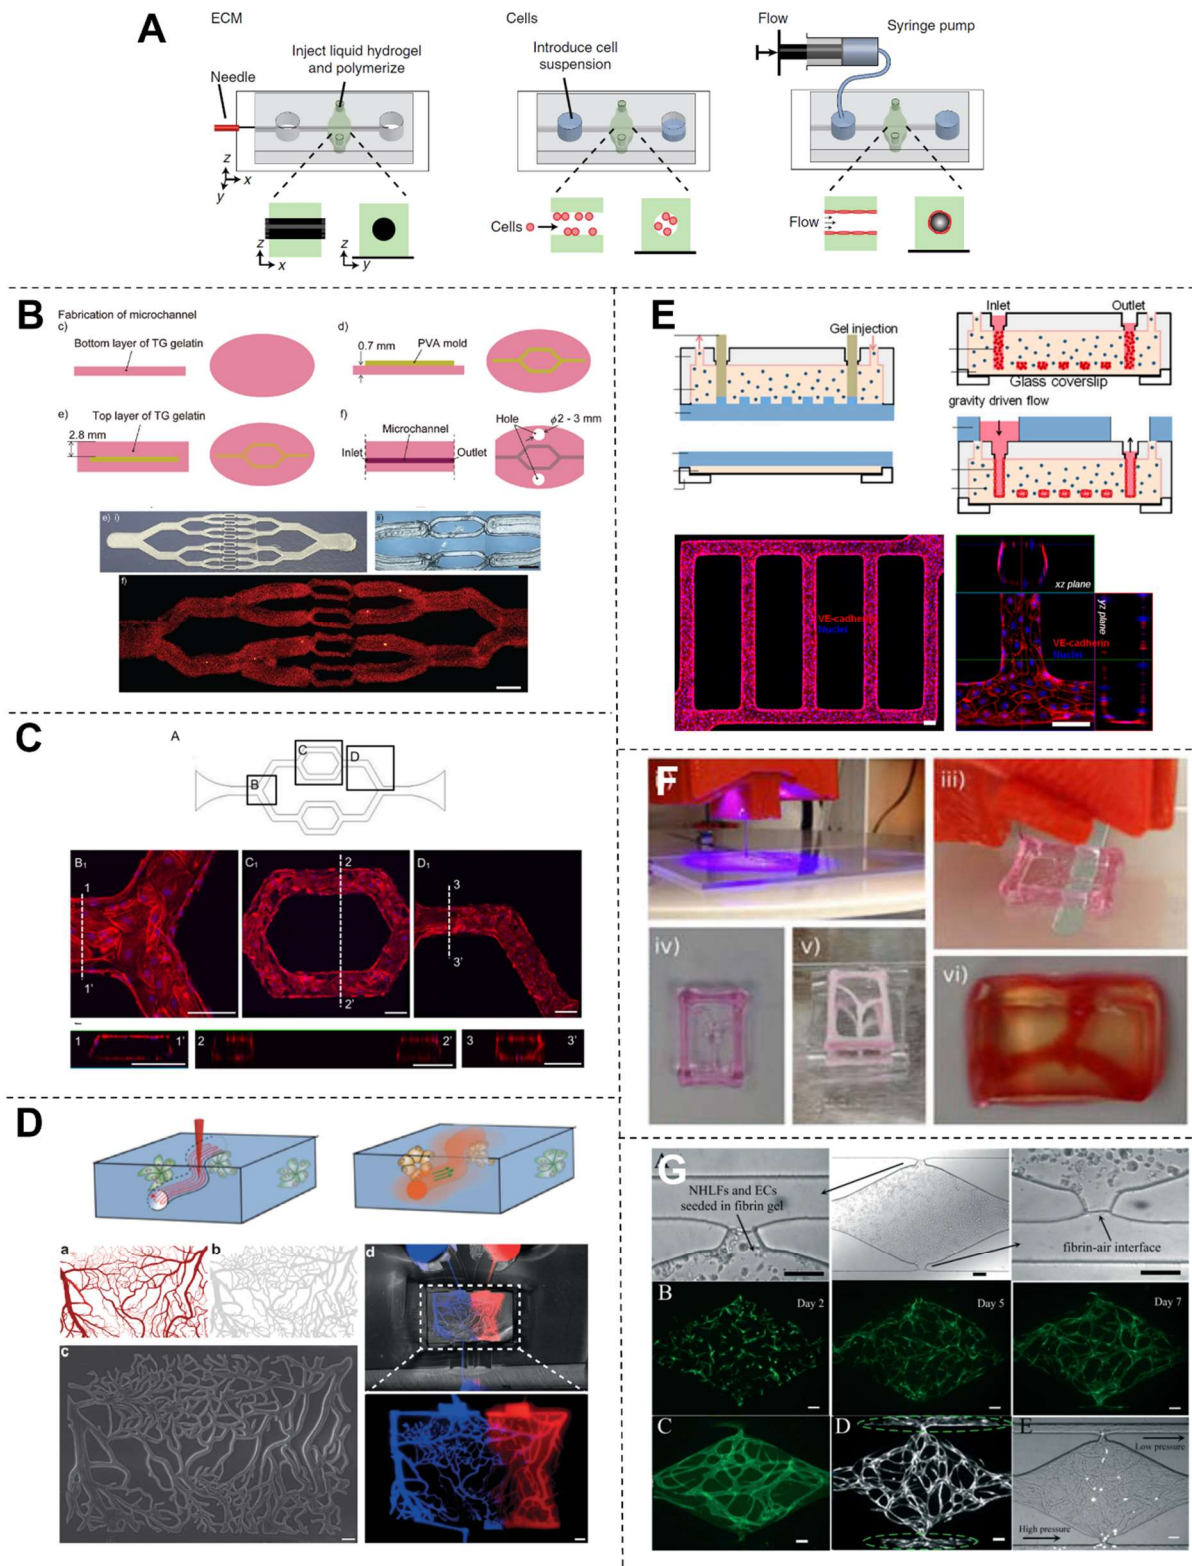 A
ECM
Inject liquid hydrogel
and polymerize
Needle
z
x
y
z
x
z
y
Cells
Introduce cell
suspension
Cells
Flow
Syringe pump
Flow
B
Fabrication of microchannel
c)
Bottom layer of TG gelatin
d)
0.7 mm
PVA mold
e)
Top layer of TG gelatin
2.8 mm
f)
Hole
ϕ2 - 3 mm
Microchannel
Inlet
Outlet
e) i)
ii)
f)
C
A
B
C
D
B1
1
1'
C1
2
2'
D1
3
3'
1
1'
2
2'
3
3'
D
a
b
c
d
E
Gel injection
Inlet
Outlet
Glass coverslip
gravity driven flow
VE-cadherin
Nuclei
xz plane
yz plane
VE-cadherin
Nuclei
F
iii)
iv)
v)
vi)
G
A
NHLFs and ECs
seeded in fibrin gel
fibrin-air interface
B
Day 2
Day 5
Day 7
C
D
E
Low pressure
High pressure